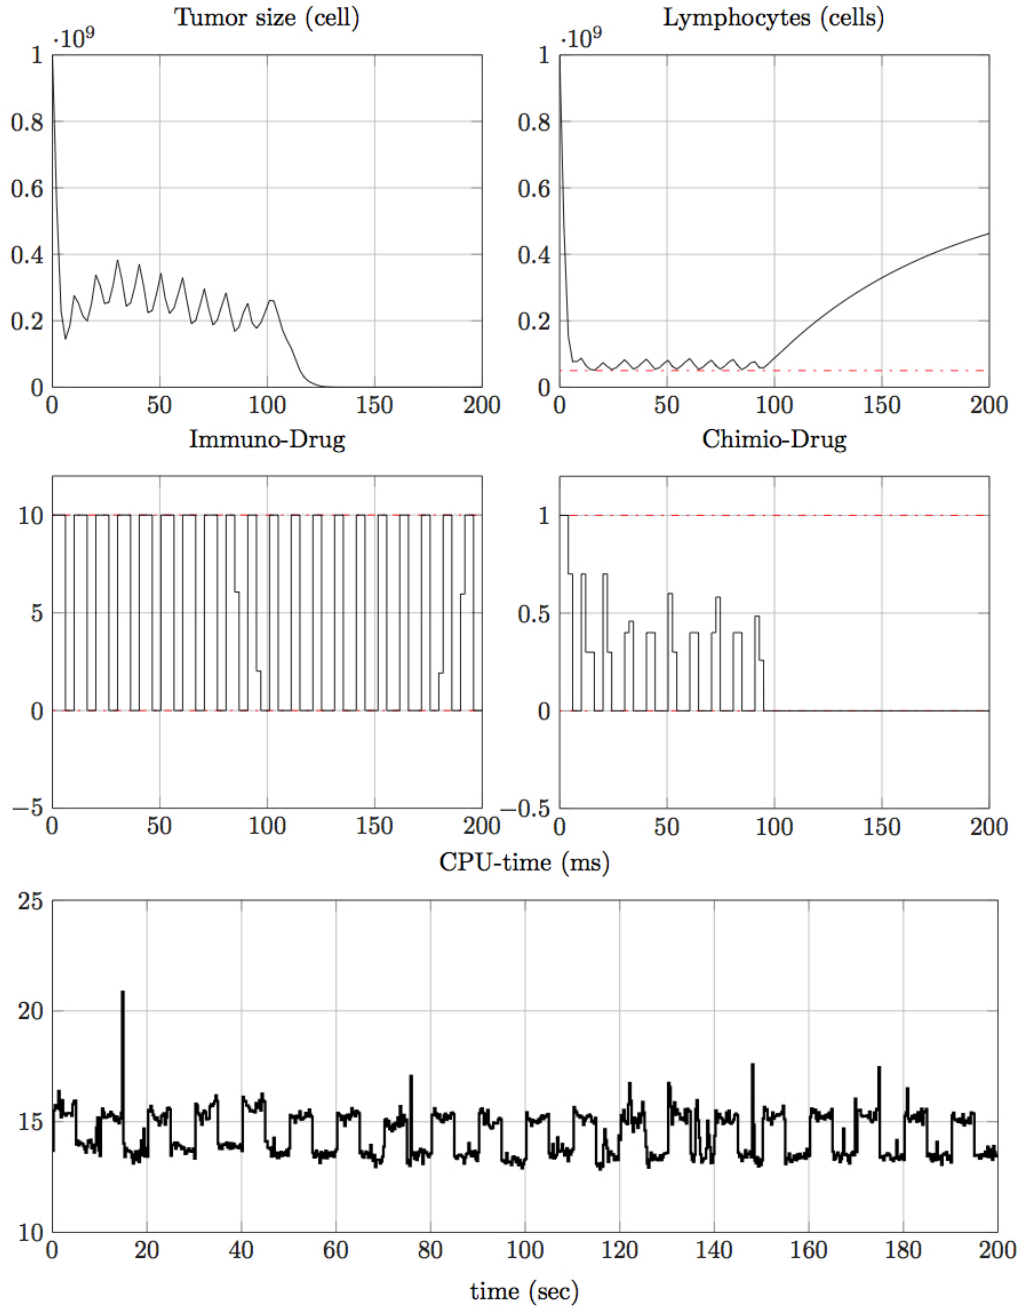 Tumor size (cell)
Lymphocytes (cells)
·10⁹
·10⁹
1
0.8
0.6
0.4
0.2
0
0 50 100 150 200
1
0.8
0.6
0.4
0.2
0
0 50 100 150 200
Immuno-Drug
Chimio-Drug
10
5
0
−5
0 50 100 150 200
1
0.5
0
−0.5
0 50 100 150 200
CPU-time (ms)
25
20
15
10
0 20 40 60 80 100 120 140 160 180 200
time (sec)